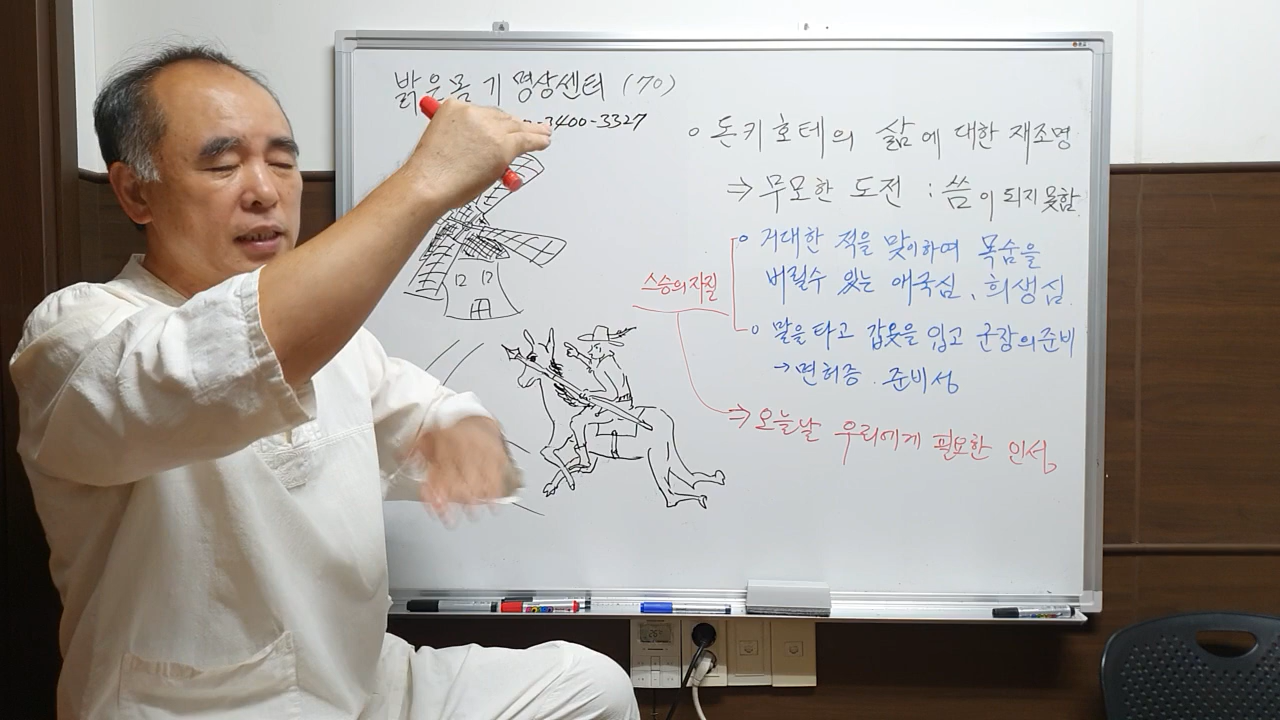 밝은몸 기 명상센터 (70)
-3400-3327
o 돈키호테의 삶에 대한 재조명
⇒ 무모한 도전 : 씀이 되지 못함
o 거대한 적을 맞이하여 목숨을
버릴수 있는 애국심, 희생심.
스승의 자질
o 말을 타고 갑옷을 입고 군장의 준비
→ 면허증. 준비성
⇒ 오늘날 우리에게 필요한 인성